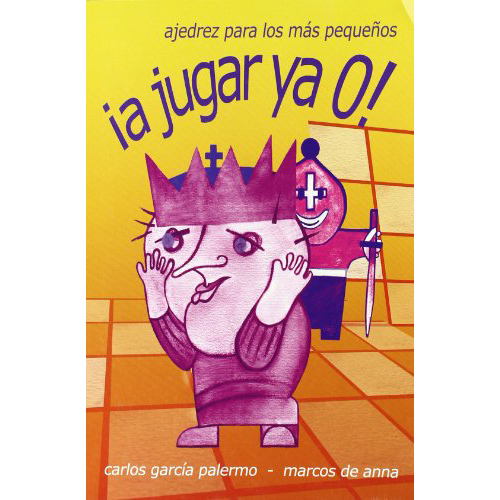 ajedrez para los más pequeños
¡a jugar ya 0!
carlos garcía palermo - marcos de anna